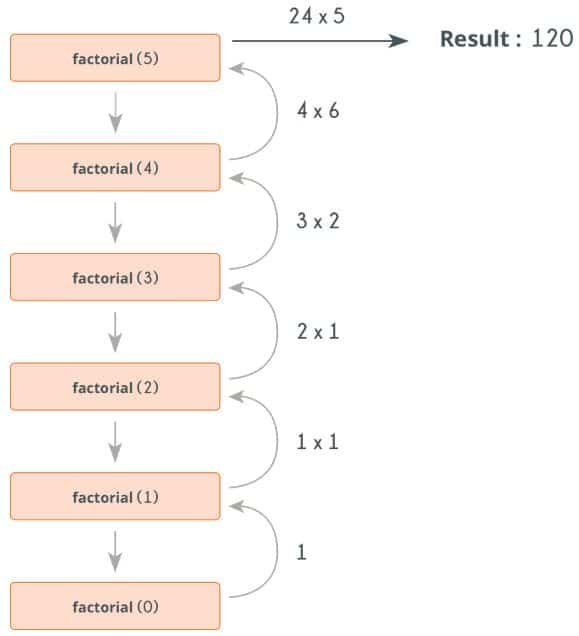 24 x 5
Result : 120
factorial (5)
4 x 6
factorial (4)
3 x 2
factorial (3)
2 x 1
factorial (2)
1 x 1
factorial (1)
1
factorial (0)